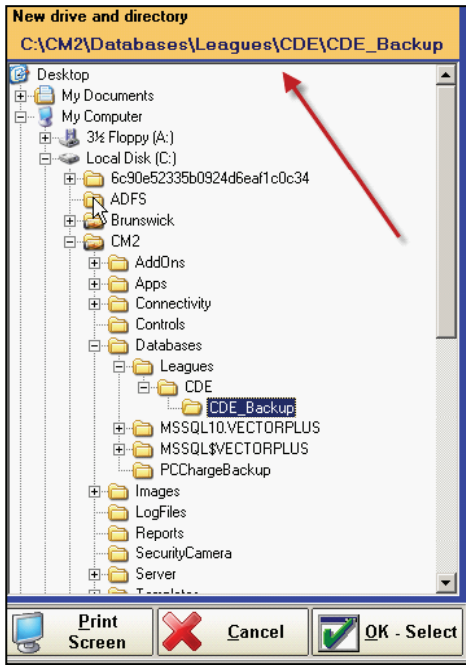 New drive and directory
C:\CM2\Databases\Leagues\CDE\CDE_Backup
Desktop
My Documents
My Computer
3½ Floppy (A:)
Local Disk (C:)
6c90e52335b0924d6eaf1c0c34
ADFS
Brunswick
CM2
AddOns
Apps
Connectivity
Controls
Databases
Leagues
CDE
CDE_Backup
MSSQL10.VECTORPLUS
MSSQL$VECTORPLUS
PCChargeBackup
Images
LogFiles
Reports
SecurityCamera
Server
Print Screen
Cancel
OK - Select